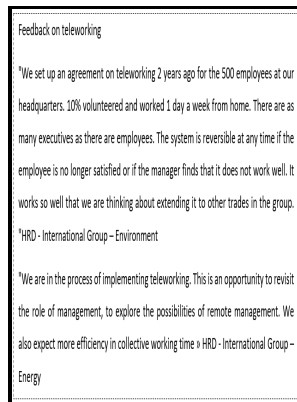 Feedback on teleworking
"We set up an agreement on teleworking 2 years ago for the 500 employees at our
headquarters. 10% volunteered and worked 1 day a week from home. There are as
many executives as there are employees. The system is reversible at any time if the
employee is no longer satisfied or if the manager finds that it does not work well. It
works so well that we are thinking about extending it to other trades in the group.
"HRD - International Group – Environment
"We are in the process of implementing teleworking. This is an opportunity to revisit
the role of management, to explore the possibilities of remote management. We
also expect more efficiency in collective working time » HRD - International Group –
Energy